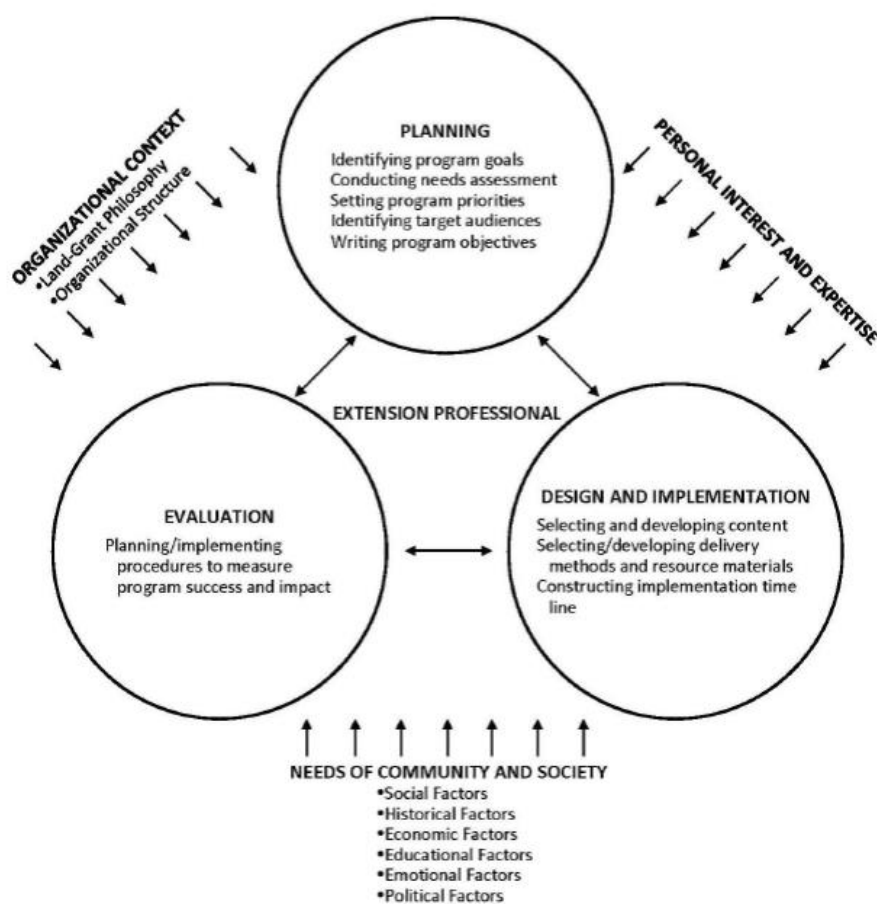 PLANNING
Identifying program goals
Conducting needs assessment
Setting program priorities
Identifying target audiences
Writing program objectives
ORGANIZATIONAL CONTEXT
•Land-Grant Philosophy
•Organizational Structure
PERSONAL INTEREST AND EXPERTISE
EXTENSION PROFESSIONAL
EVALUATION
Planning/implementing
procedures to measure
program success and impact
DESIGN AND IMPLEMENTATION
Selecting and developing content
Selecting/developing delivery
methods and resource materials
Constructing implementation time
line
NEEDS OF COMMUNITY AND SOCIETY
•Social Factors
•Historical Factors
•Economic Factors
•Educational Factors
•Emotional Factors
•Political Factors